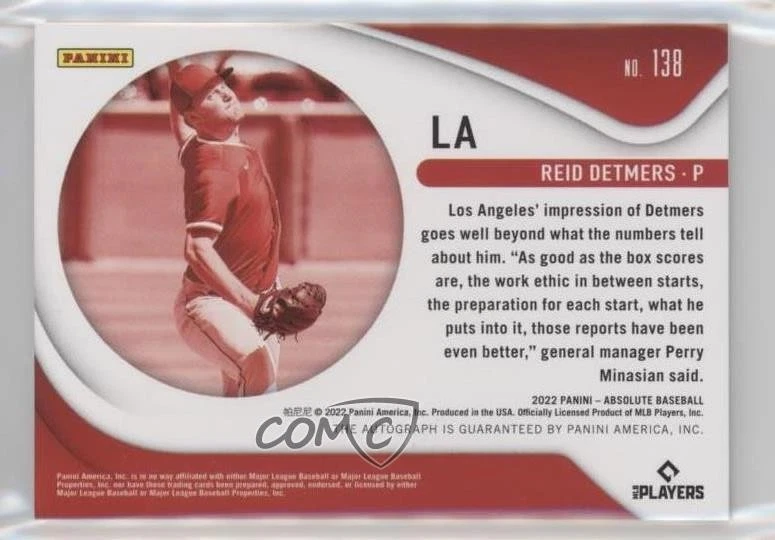 PANINI
NO. 138
LA
REID DETMERS · P
Los Angeles' impression of Detmers
goes well beyond what the numbers tell
about him. “As good as the box scores
are, the work ethic in between starts,
the preparation for each start, what he
puts into it, those reports have been
even better,” general manager Perry
Minasian said.
2022 PANINI – ABSOLUTE BASEBALL
帕尼尼 © 2022 Panini America, Inc. Produced in the USA. Officially Licensed Product of MLB Players, Inc.
THE AUTOGRAPH IS GUARANTEED BY PANINI AMERICA, INC.
COMC
Panini America, Inc. is in no way affiliated with either Major League Baseball or Major League Baseball
Properties, Inc. nor have these trading cards been prepared, approved, endorsed, or licensed by either
Major League Baseball or Major League Baseball Properties, Inc.
MLB PLAYERS